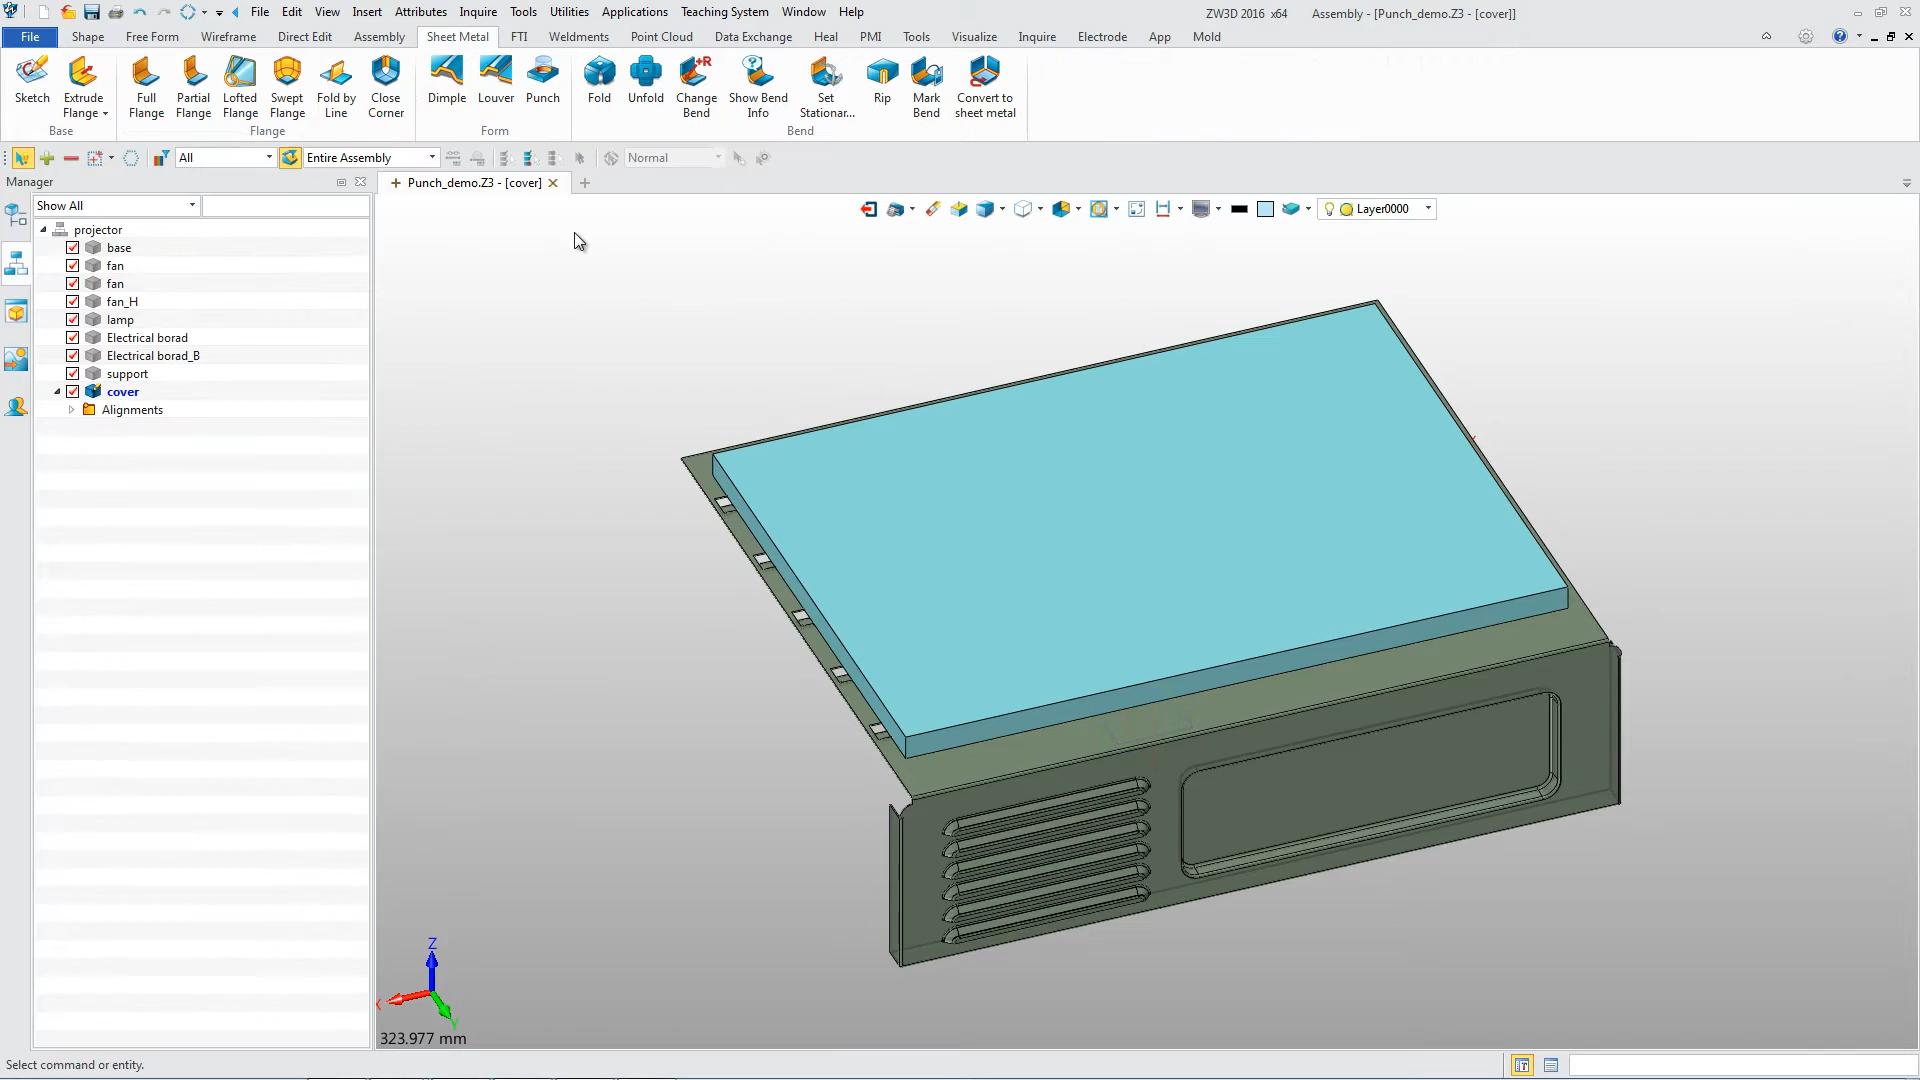 File Edit View Insert Attributes Inquire Tools Utilities Applications Teaching System Window Help
ZW3D 2016 x64 Assembly - [Punch_demo.Z3 - [cover]]
File Shape Free Form Wireframe Direct Edit Assembly Sheet Metal FTI Weldments Point Cloud Data Exchange Heal PMI Tools Visualize Inquire Electrode App Mold
Sketch Extrude Flange Full Flange Partial Flange Lofted Flange Swept Flange Fold by Line Close Corner Dimple Louver Punch Fold Unfold Change Bend Show Bend Info Set Stationar... Rip Mark Bend Convert to sheet metal
Base Flange Form Bend
All Entire Assembly Normal
Manager
Punch_demo.Z3 - [cover]
Show All
Layer0000
projector
base
fan
fan
fan_H
lamp
Electrical borad
Electrical borad_B
support
cover
Alignments
Z
X
Y
323.977 mm
Select command or entity.